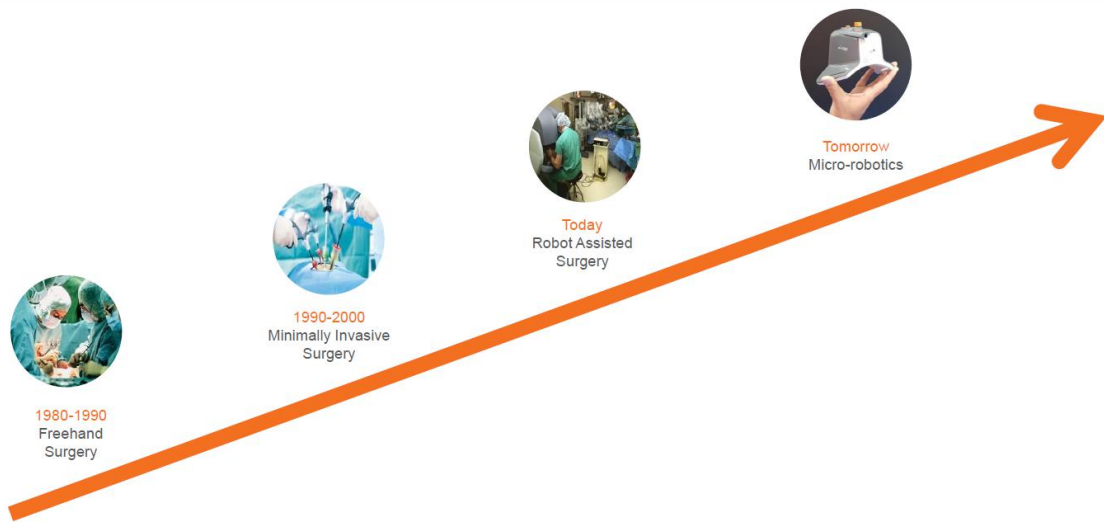 1980-1990
Freehand
Surgery
1990-2000
Minimally Invasive
Surgery
Today
Robot Assisted
Surgery
Tomorrow
Micro-robotics